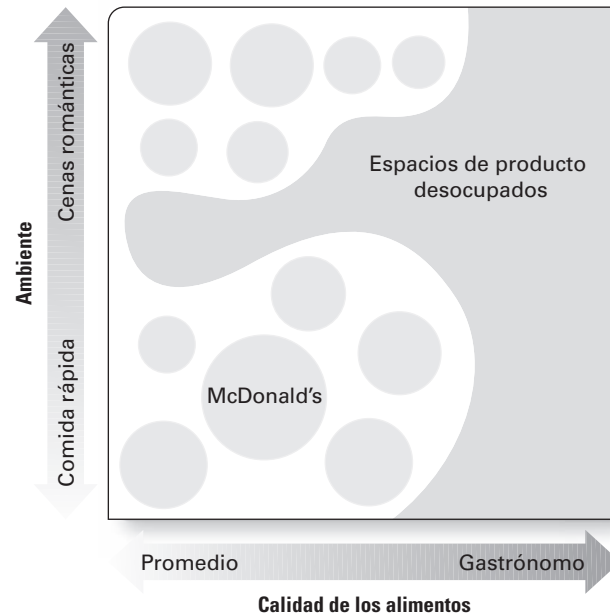 Cenas románticas
Espacios de producto
desocupados
Ambiente
Comida rápida
McDonald's
Promedio
Gastrónomo
Calidad de los alimentos